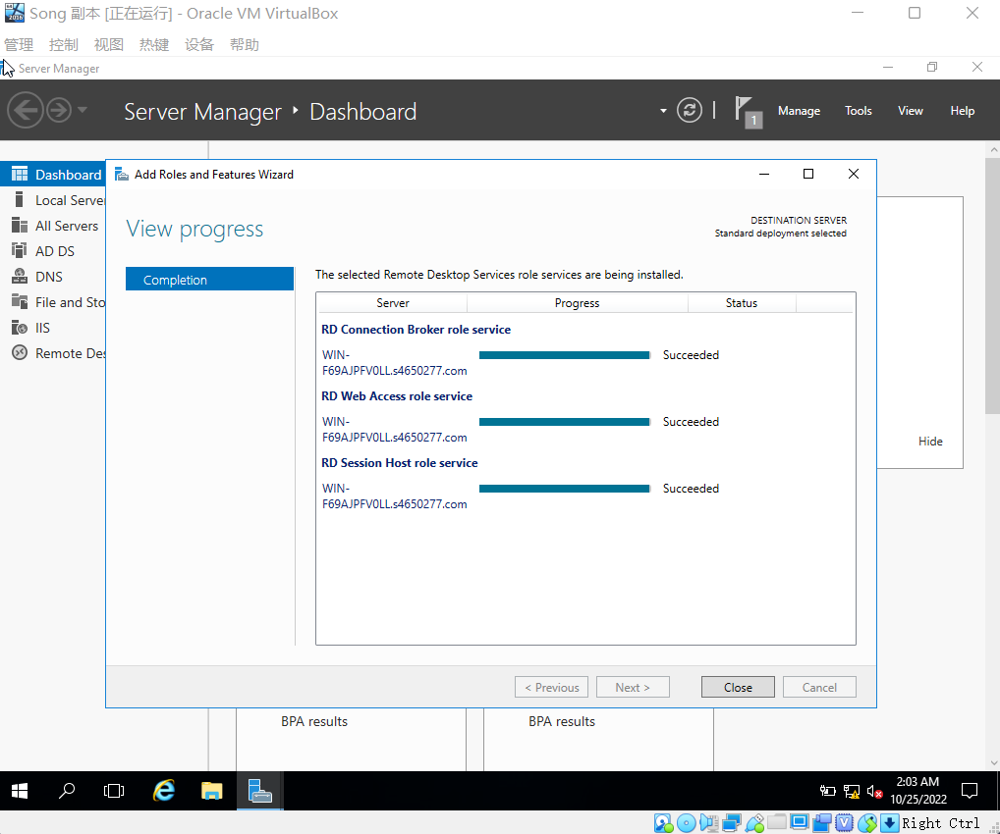 Song 副本 [正在运行] - Oracle VM VirtualBox
管理 控制 视图 热键 设备 帮助
Server Manager
Server Manager ‣ Dashboard
1
Manage Tools View Help
Dashboard
Local Server
All Servers
AD DS
DNS
File and Sto
IIS
Remote Des
Add Roles and Features Wizard
View progress
DESTINATION SERVER
Standard deployment selected
Completion
The selected Remote Desktop Services role services are being installed.
Server Progress Status
RD Connection Broker role service
WIN-
F69AJPFV0LL.s4650277.com
Succeeded
RD Web Access role service
WIN-
F69AJPFV0LL.s4650277.com
Succeeded
RD Session Host role service
WIN-
F69AJPFV0LL.s4650277.com
Succeeded
Hide
< Previous Next > Close Cancel
BPA results BPA results
2:03 AM
10/25/2022
Right Ctrl